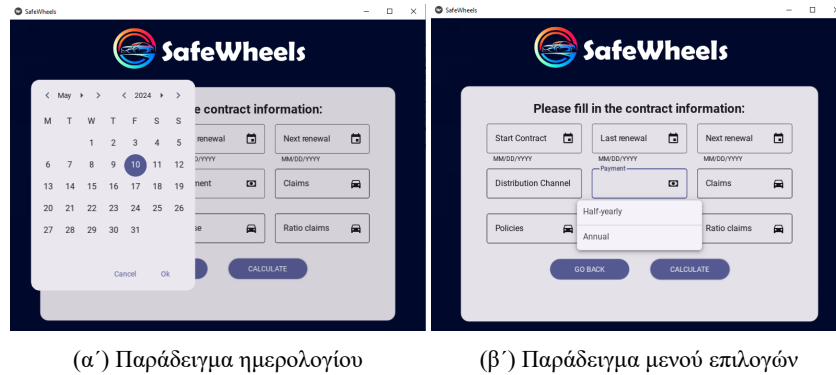 SafeWheels
SafeWheels
May 2024
M T W T F S S
1 2 3 4 5
6 7 8 9 10 11 12
13 14 15 16 17 18 19
20 21 22 23 24 25 26
27 28 29 30 31
Cancel Ok
e contract information:
renewal Next renewal
MM/DD/YYYY
Claims
Ratio claims
CALCULATE
(α΄) Παράδειγμα ημερολογίου
SafeWheels
SafeWheels
Please fill in the contract information:
Start Contract Last renewal Next renewal
MM/DD/YYYY MM/DD/YYYY MM/DD/YYYY
Payment
Distribution Channel Claims
Half-yearly
Policies Ratio claims
Annual
GO BACK CALCULATE
(β΄) Παράδειγμα μενού επιλογών